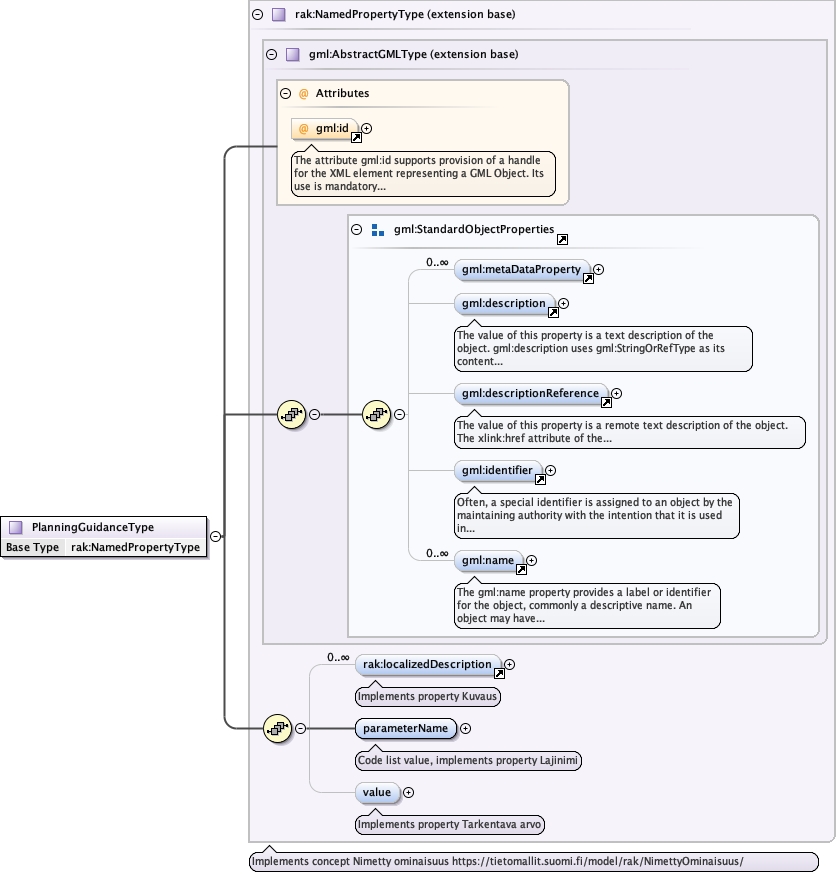 rak:NamedPropertyType (extension base)
gml:AbstractGMLType (extension base)
@ Attributes
@ gml:id
The attribute gml:id supports provision of a handle
for the XML element representing a GML Object. Its
use is mandatory...
gml:StandardObjectProperties
0..∞
gml:metaDataProperty
gml:description
The value of this property is a text description of the
object. gml:description uses gml:StringOrRefType as its
content...
gml:descriptionReference
The value of this property is a remote text description of the object.
The xlink:href attribute of the...
gml:identifier
Often, a special identifier is assigned to an object by the
maintaining authority with the intention that it is used
in...
0..∞
gml:name
The gml:name property provides a label or identifier
for the object, commonly a descriptive name. An
object may have...
PlanningGuidanceType
Base Type rak:NamedPropertyType
0..∞
rak:localizedDescription
Implements property Kuvaus
parameterName
Code list value, implements property Lajinimi
value
Implements property Tarkentava arvo
Implements concept Nimetty ominaisuus https://tietomallit.suomi.fi/model/rak/NimettyOminaisuus/